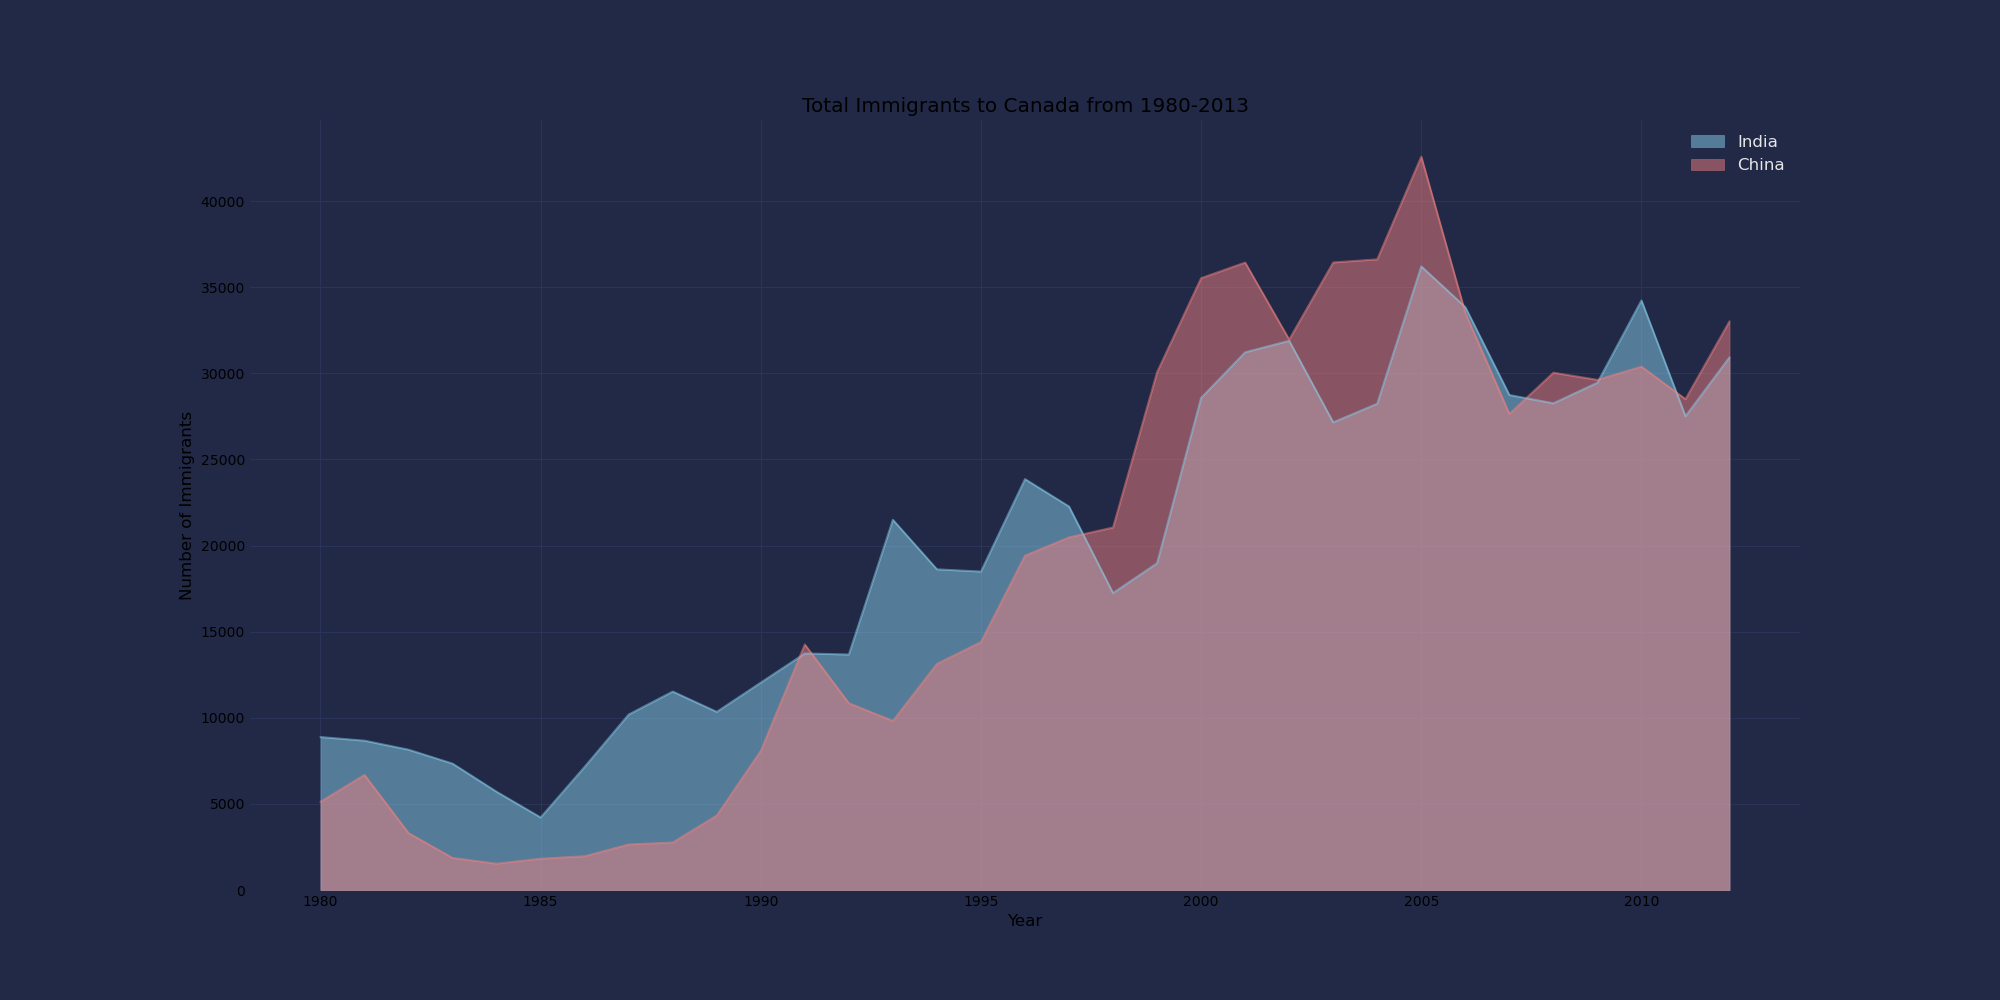 Total Immigrants to Canada from 1980-2013
India
China
40000
35000
30000
25000
20000
15000
10000
5000
0
Number of Immigrants
1980 1985 1990 1995 2000 2005 2010
Year